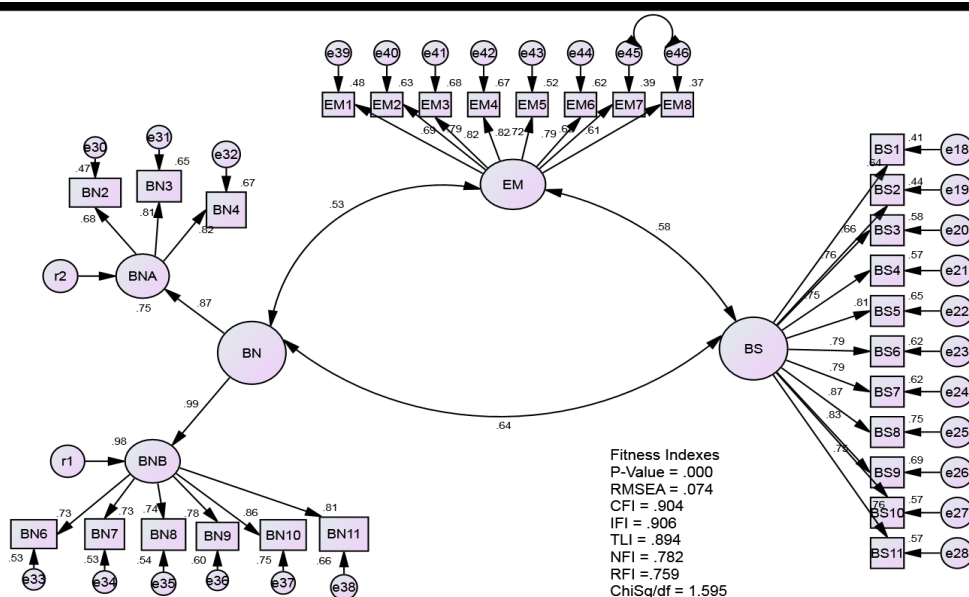 e39 e40 e41 e42 e43 e44 e45 e46
.48 .63 .68 .67 .52 .62 .39 .37
EM1 EM2 EM3 EM4 EM5 EM6 EM7 EM8
.69 .79 .82 .82 .72 .79 .61
EM
e30 e31 e32
.47 .65 .67
BN2 BN3 BN4
.68 .81 .82
r2 BNA
.75 .87
.53 .58
BN
.99
.64
r1 .98 BNB
.73 .73 .74 .78 .86 .81
BN6 BN7 BN8 BN9 BN10 BN11
.53 .53 .54 .60 .75 .66
e33 e34 e35 e36 e37 e38
BS
.64 BS1 .41 e18
.66 BS2 .44 e19
.76 BS3 .58 e20
.75 BS4 .57 e21
.81 BS5 .65 e22
.79 BS6 .62 e23
.79 BS7 .62 e24
.87 BS8 .75 e25
.83 BS9 .69 e26
BS10 .57 e27
.76 BS11 .57 e28
Fitness Indexes
P-Value = .000
RMSEA = .074
CFI = .904
IFI = .906
TLI = .894
NFI = .782
RFI =.759
ChiSq/df = 1.595